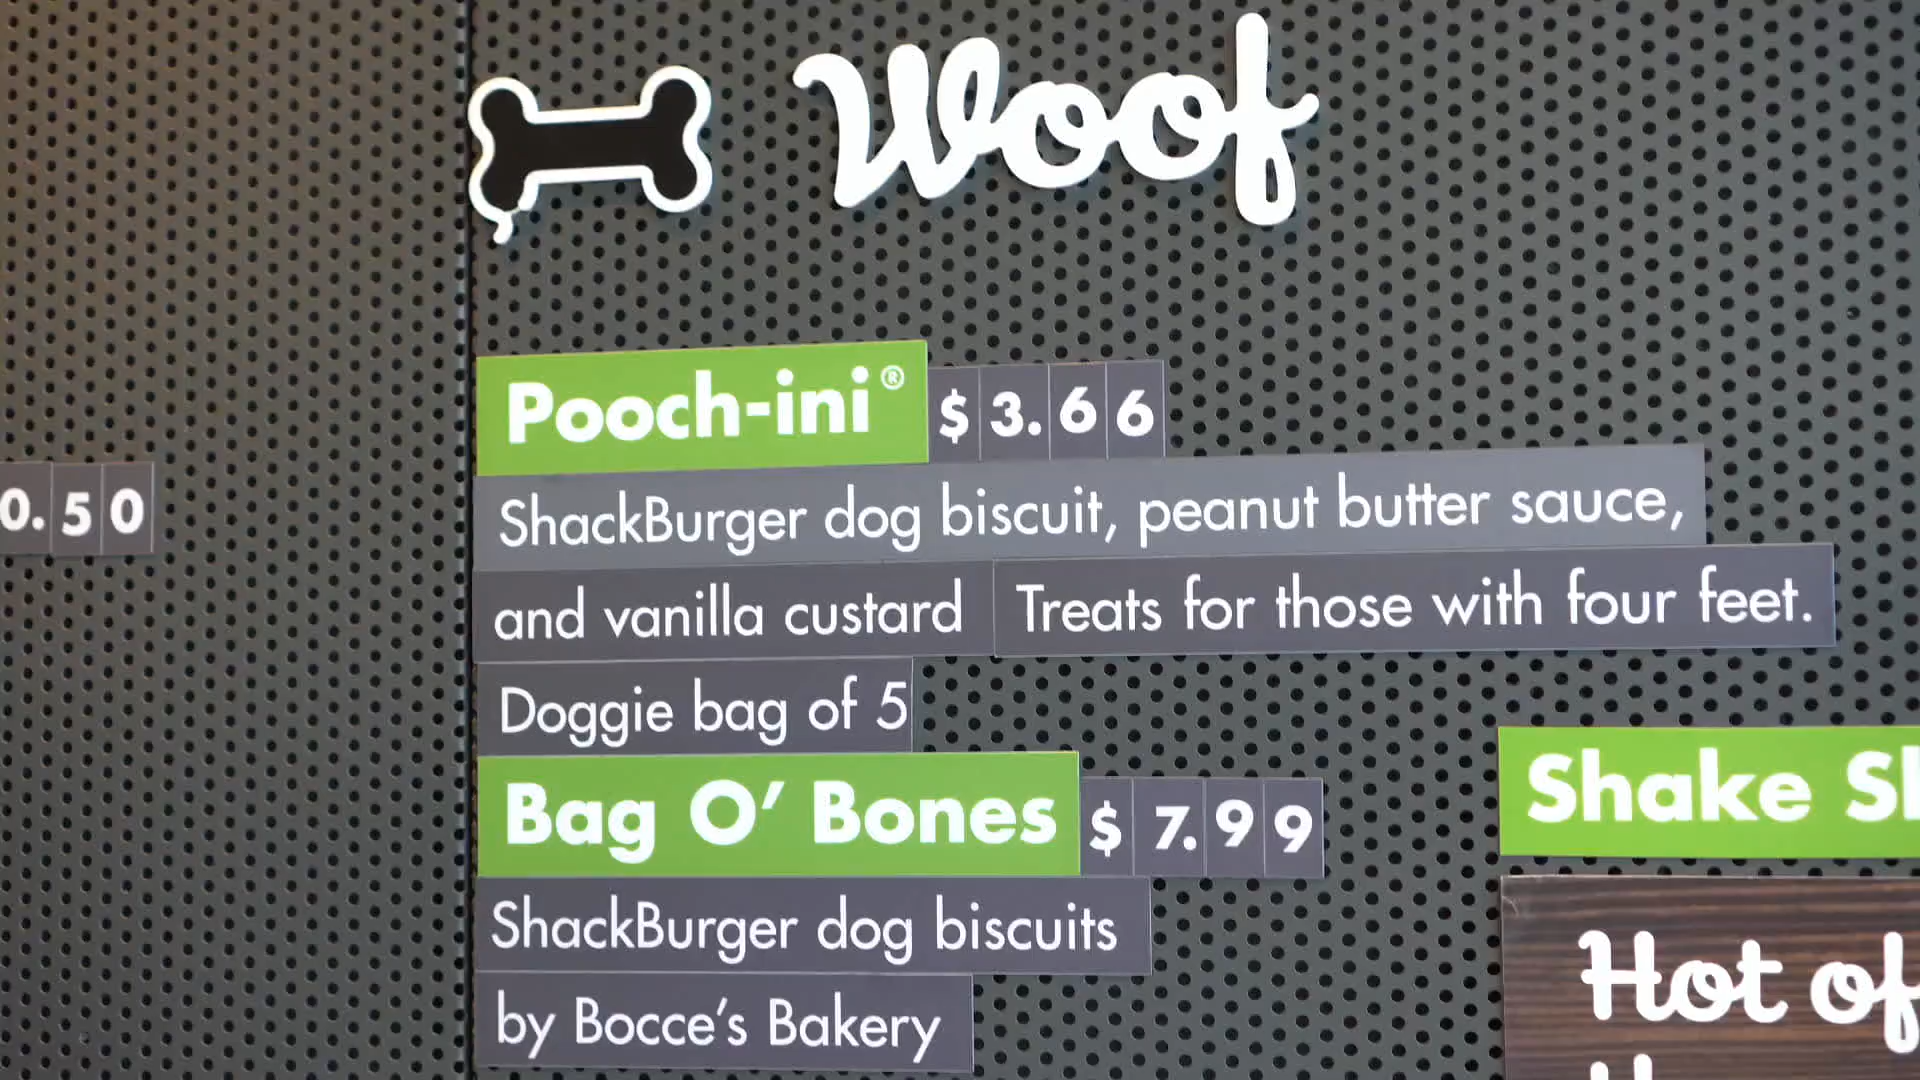 Woof
Pooch-ini® $3.66
ShackBurger dog biscuit, peanut butter sauce,
and vanilla custard Treats for those with four feet.
Doggie bag of 5
Bag O' Bones $7.99
ShackBurger dog biscuits
by Bocce's Bakery
0.50
Shake
Hot of